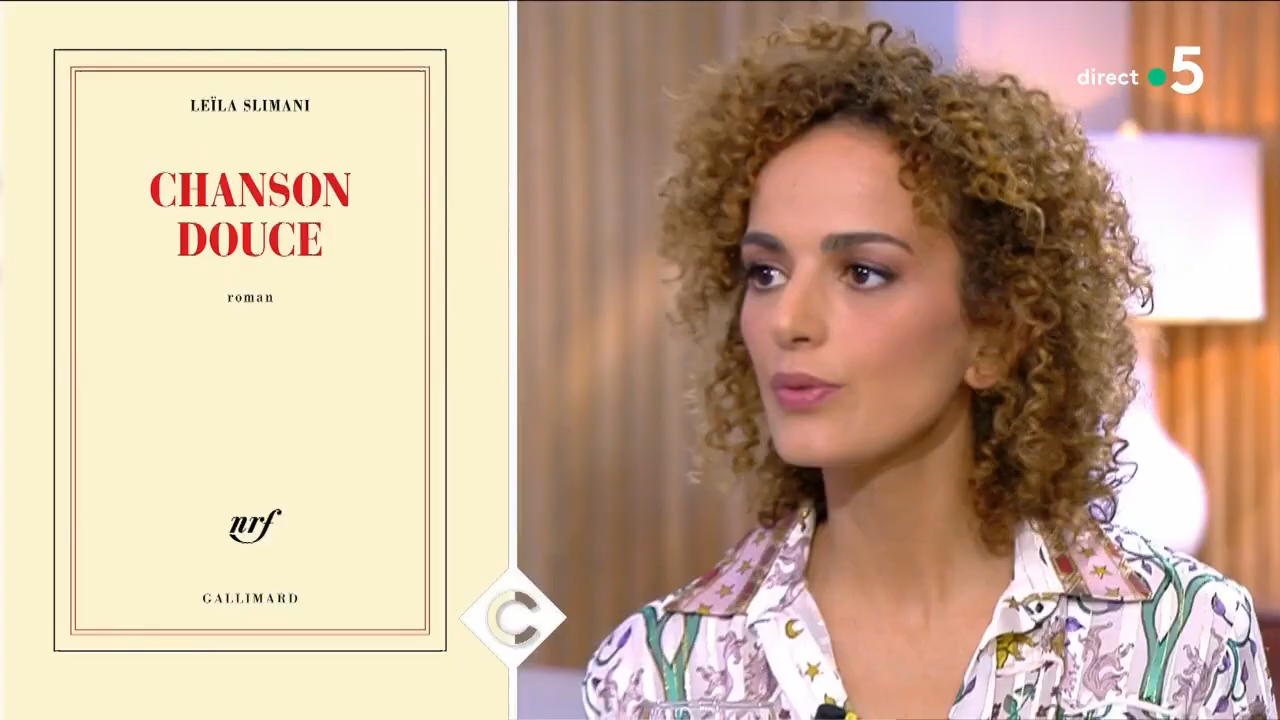 LEÏLA SLIMANI
CHANSON
DOUCE
roman
nrf
GALLIMARD
C
direct 5